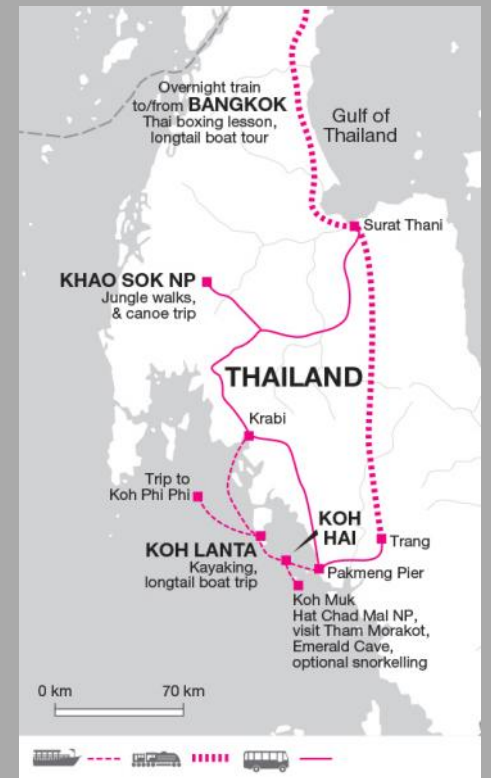 Overnight train
to/from BANGKOK
Thai boxing lesson,
longtail boat tour
Gulf of
Thailand
Surat Thani
KHAO SOK NP
Jungle walks,
& canoe trip
THAILAND
Krabi
Trip to
Koh Phi Phi
KOH
HAI
Trang
KOH LANTA
Kayaking,
longtail boat trip
Pakmeng Pier
Koh Muk
Hat Chad Mal NP,
visit Tham Morakot,
Emerald Cave,
optional snorkelling
0 km
70 km